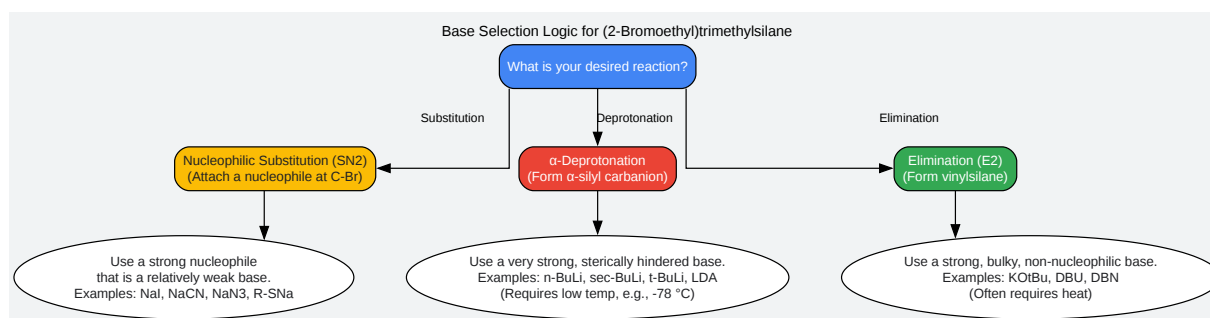 Base Selection Logic for (2-Bromoethyl)trimethylsilane
What is your desired reaction?
Substitution
Deprotonation
Elimination
Nucleophilic Substitution (SN2)
(Attach a nucleophile at C-Br)
α-Deprotonation
(Form α-silyl carbanion)
Elimination (E2)
(Form vinylsilane)
Use a strong nucleophile
that is a relatively weak base.
Examples: NaI, NaCN, NaN3, R-SNa
Use a very strong, sterically hindered base.
Examples: n-BuLi, sec-BuLi, t-BuLi, LDA
(Requires low temp, e.g., -78 °C)
Use a strong, bulky, non-nucleophilic base.
Examples: KOtBu, DBU, DBN
(Often requires heat)